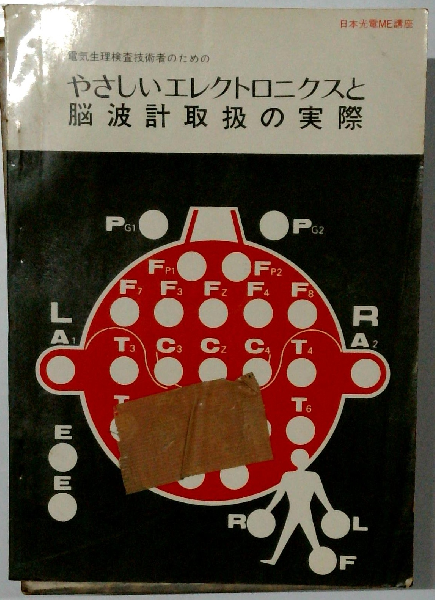 日本光電ME講座
電気生理検査技術者のための
やさしいエレクトロニクスと
脳波計取扱の実際
PG1 PG2
FP1 FP2
F7 F3 FZ F4 F8
L R
A1 A2
T3 C3 CZ C4 T4
T T6
E
E
R L
F